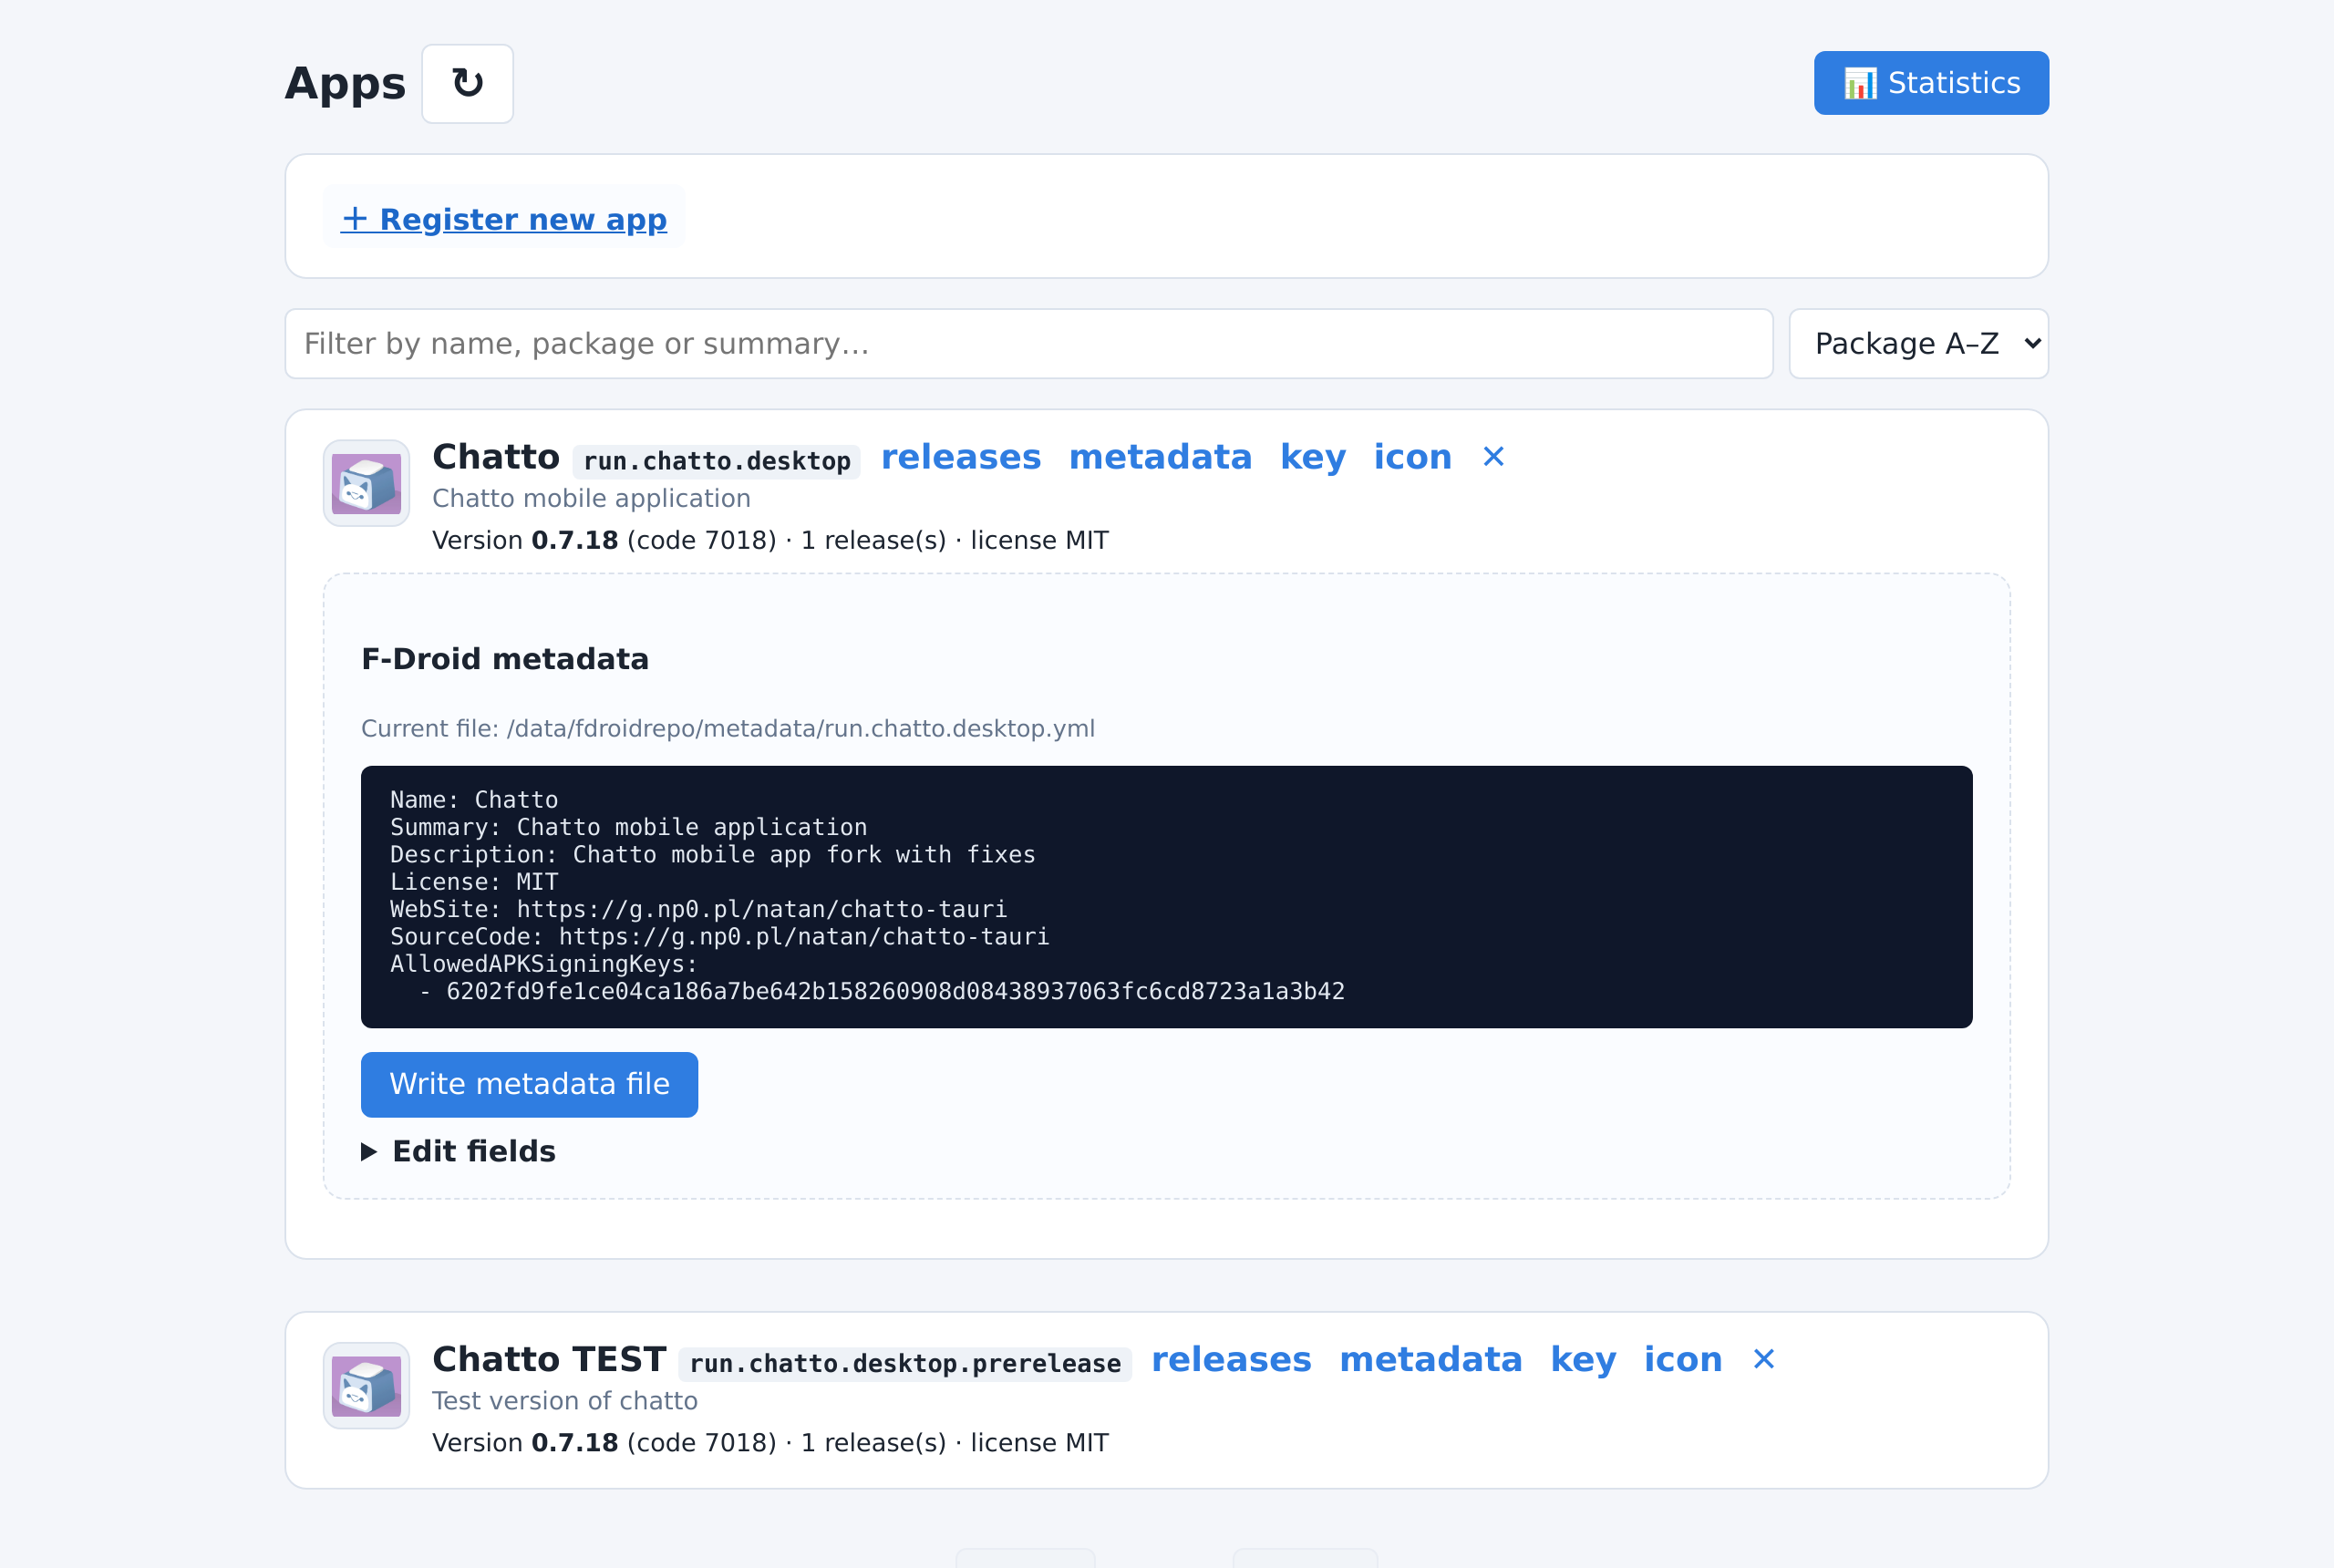 Apps ↻
📊 Statistics
+ Register new app
Filter by name, package or summary…
Package A–Z
Chatto run.chatto.desktop releases metadata key icon ✕
Chatto mobile application
Version 0.7.18 (code 7018) · 1 release(s) · license MIT
F-Droid metadata
Current file: /data/fdroidrepo/metadata/run.chatto.desktop.yml
Name: Chatto
Summary: Chatto mobile application
Description: Chatto mobile app fork with fixes
License: MIT
WebSite: https://g.np0.pl/natan/chatto-tauri
SourceCode: https://g.np0.pl/natan/chatto-tauri
AllowedAPKSigningKeys:
  - 6202fd9fe1ce04ca186a7be642b158260908d08438937063fc6cd8723a1a3b42
Write metadata file
▶ Edit fields
Chatto TEST run.chatto.desktop.prerelease releases metadata key icon ✕
Test version of chatto
Version 0.7.18 (code 7018) · 1 release(s) · license MIT